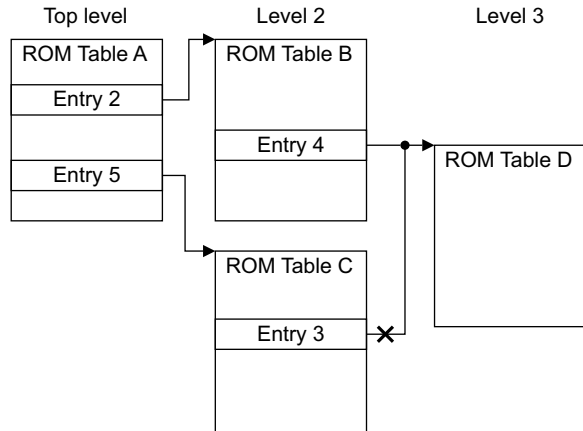 Top level
Level 2
Level 3
ROM Table A
Entry 2
Entry 5
ROM Table B
Entry 4
ROM Table C
Entry 3
ROM Table D